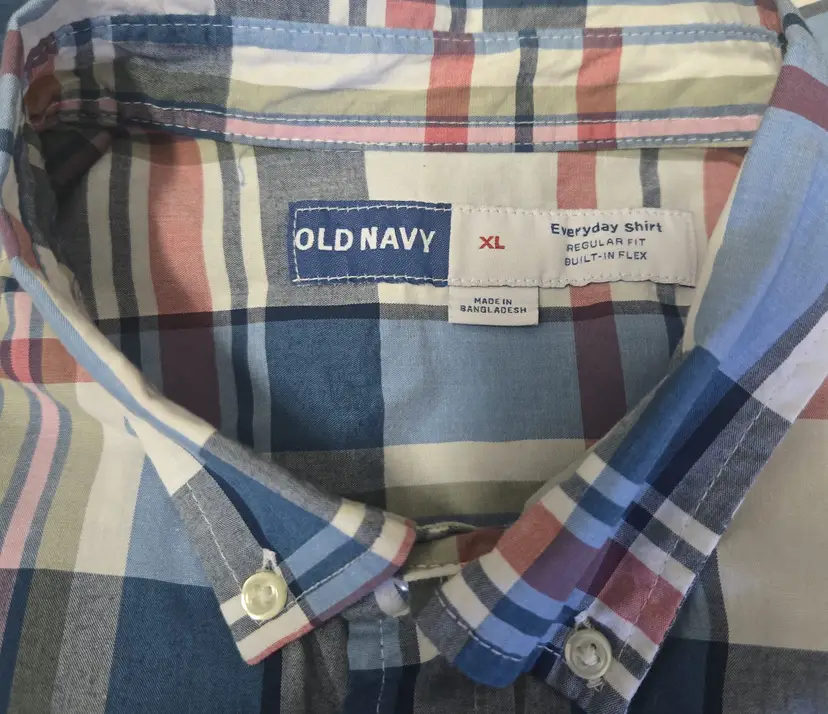 OLD NAVY
XL
Everyday Shirt
REGULAR FIT
BUILT-IN FLEX
MADE IN
BANGLADESH